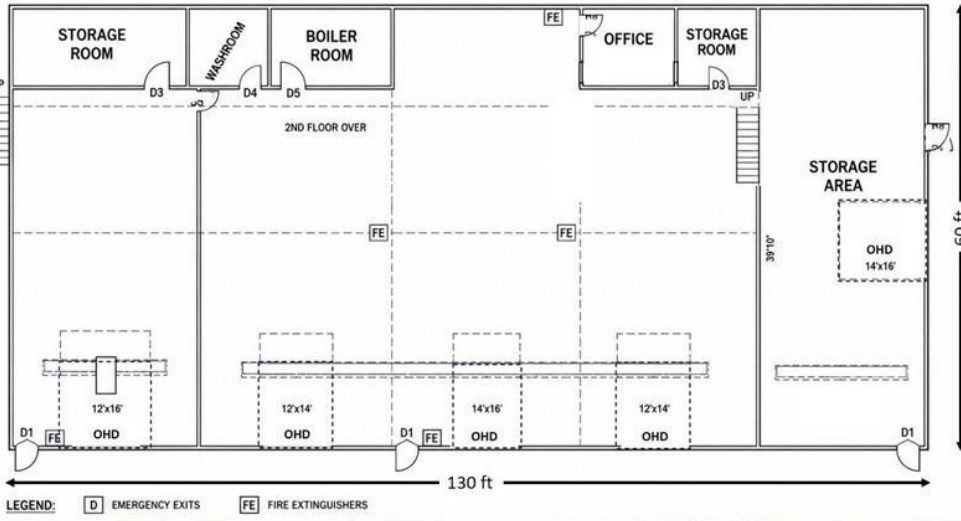 FE
STORAGE
ROOM
WASHROOM
BOILER
ROOM
OFFICE
STORAGE
ROOM
D3
D4
D5
D3
UP
2ND FLOOR OVER
STORAGE
AREA
FE
FE
39'10"
OHD
14'x16'
60 ft
12'x16'
OHD
12'x14'
OHD
14'x16'
OHD
12'x14'
OHD
D1
FE
D1
FE
D1
130 ft
LEGEND:
D EMERGENCY EXITS
FE FIRE EXTINGUISHERS